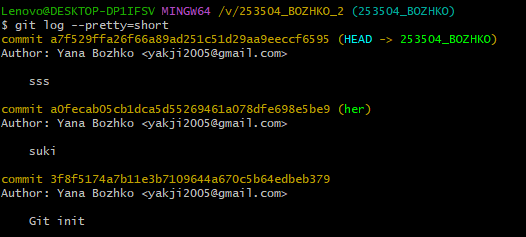 Lenovo@DESKTOP-DP1IFSV MINGW64 /v/253504_BOZHKO_2 (253504_BOZHKO)
$ git log --pretty=short
commit a7f529ffa26f66a89ad251c51d29aa9eeccf6595 (HEAD -> 253504_BOZHKO)
Author: Yana Bozhko <yakji2005@gmail.com>
sss
commit a0fecab05cb1dca5d55269461a078dfe698e5be9 (her)
Author: Yana Bozhko <yakji2005@gmail.com>
suki
commit 3f8f5174a7b11e3b7109644a670c5b64edbeb379
Author: Yana Bozhko <yakji2005@gmail.com>
Git init